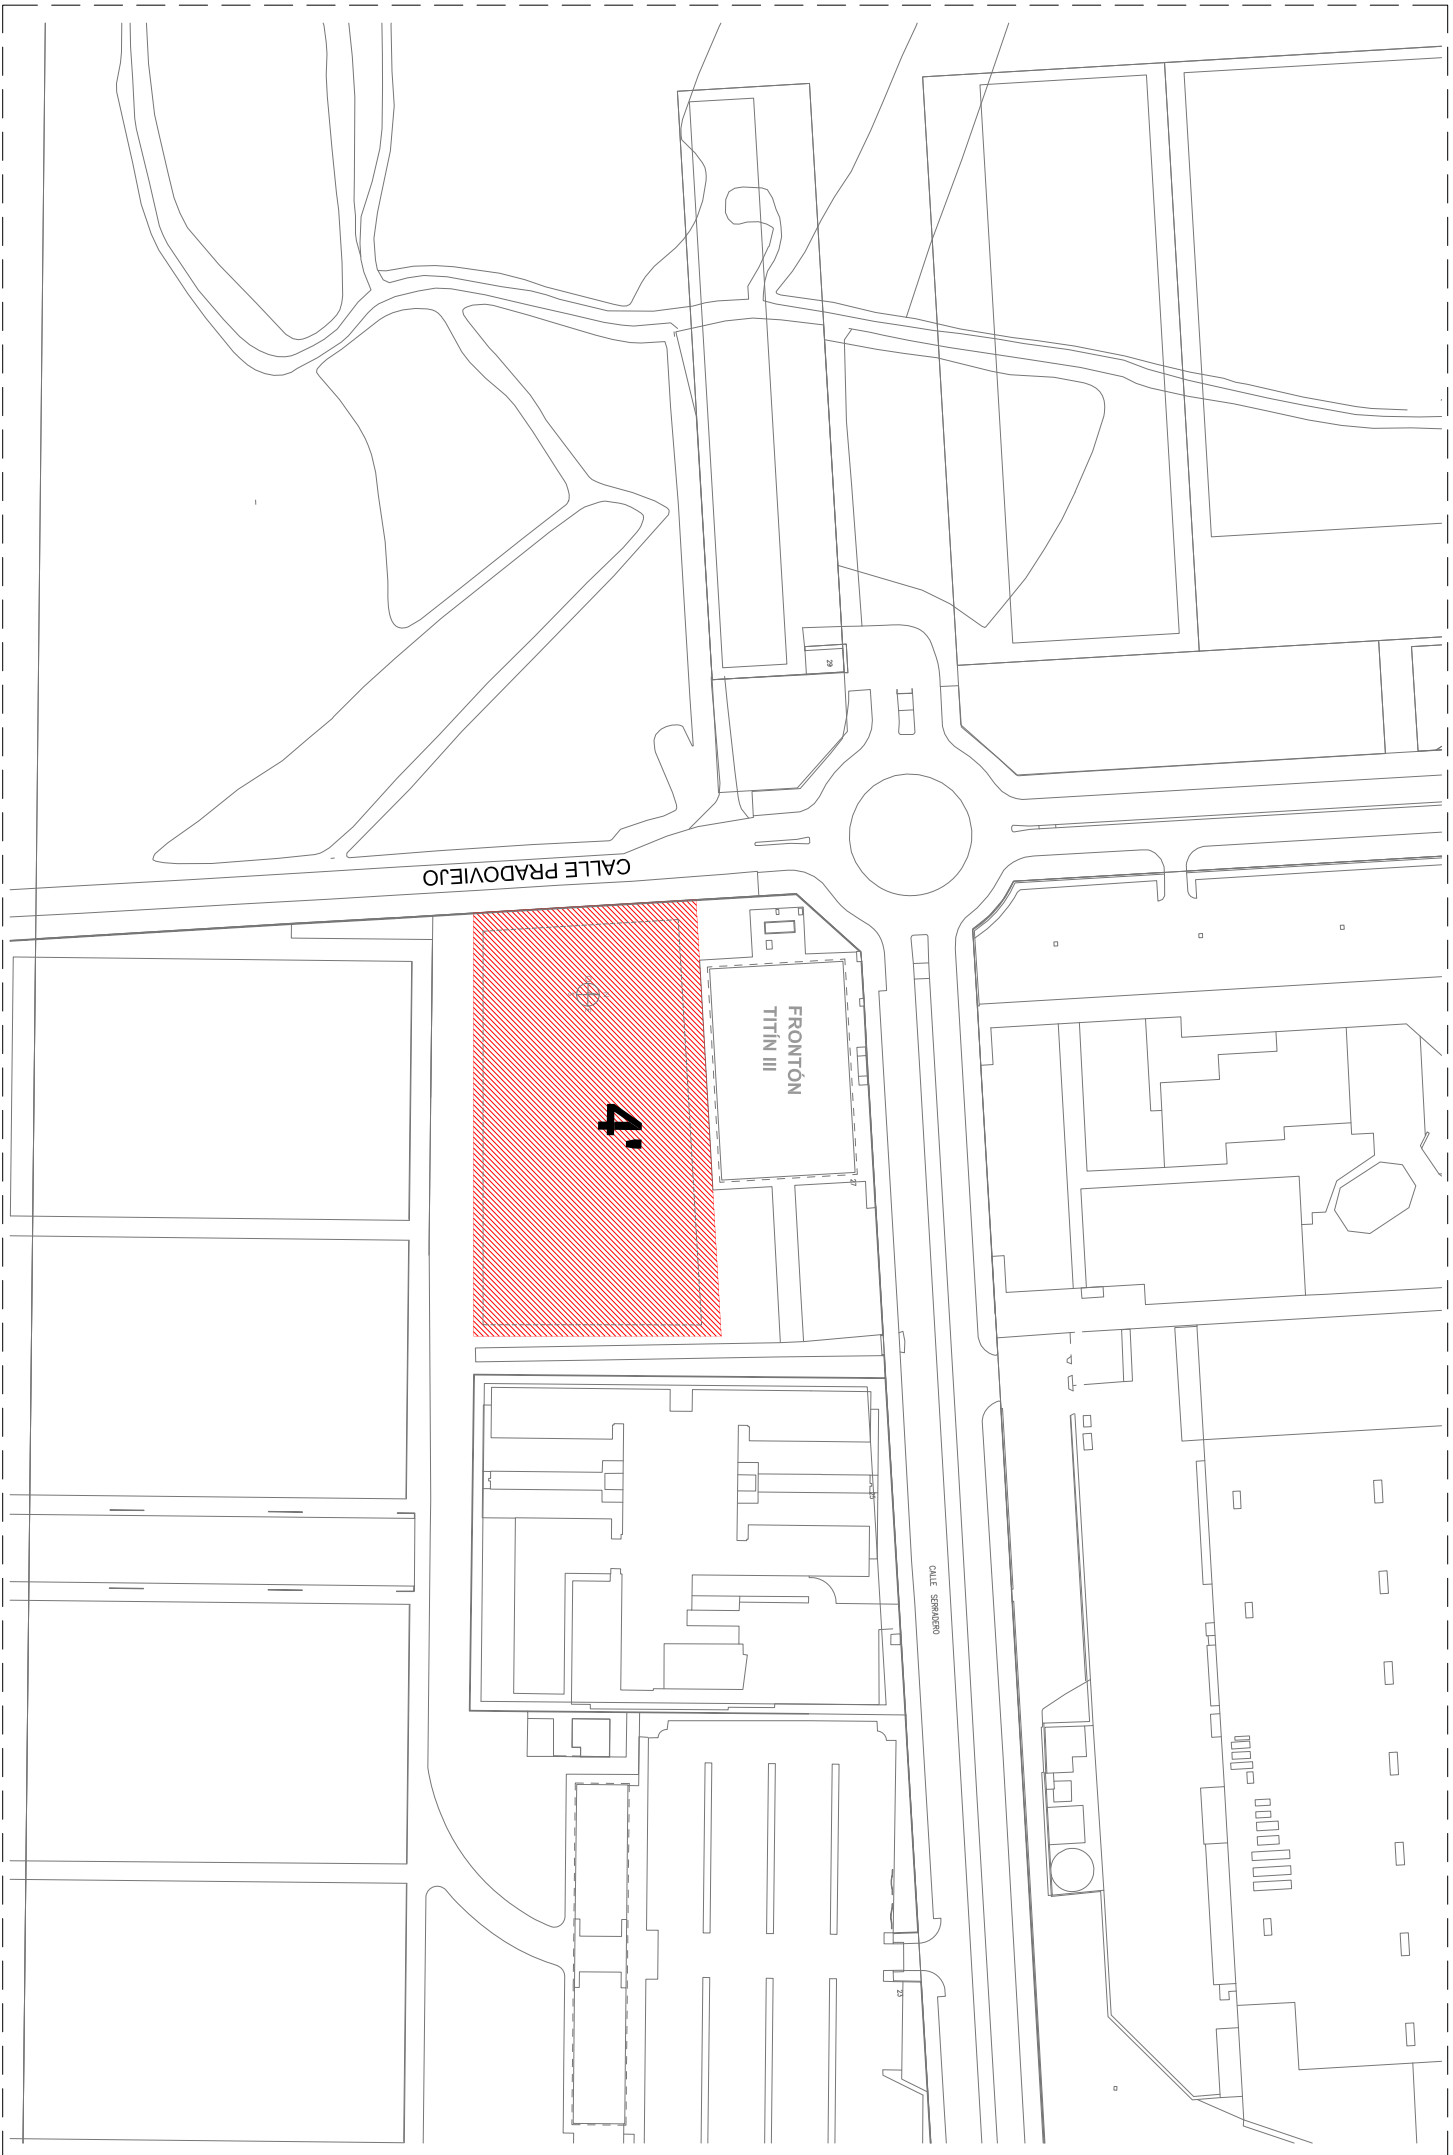 29
CALLE PRADOVIEJO
FRONTÓN
TITÍN III
4'
27
25
CALLE SERRADERO
23